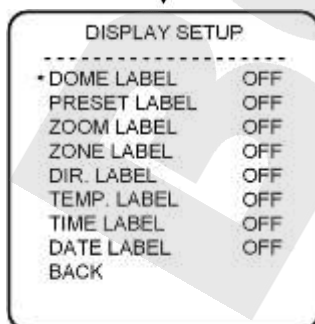 DISPLAY SETUP
- - - - - - - - - - - - - - - - - - - - - - -
•DOME LABEL OFF
PRESET LABEL OFF
ZOOM LABEL OFF
ZONE LABEL OFF
DIR. LABEL OFF
TEMP. LABEL OFF
TIME LABEL OFF
DATE LABEL OFF
BACK